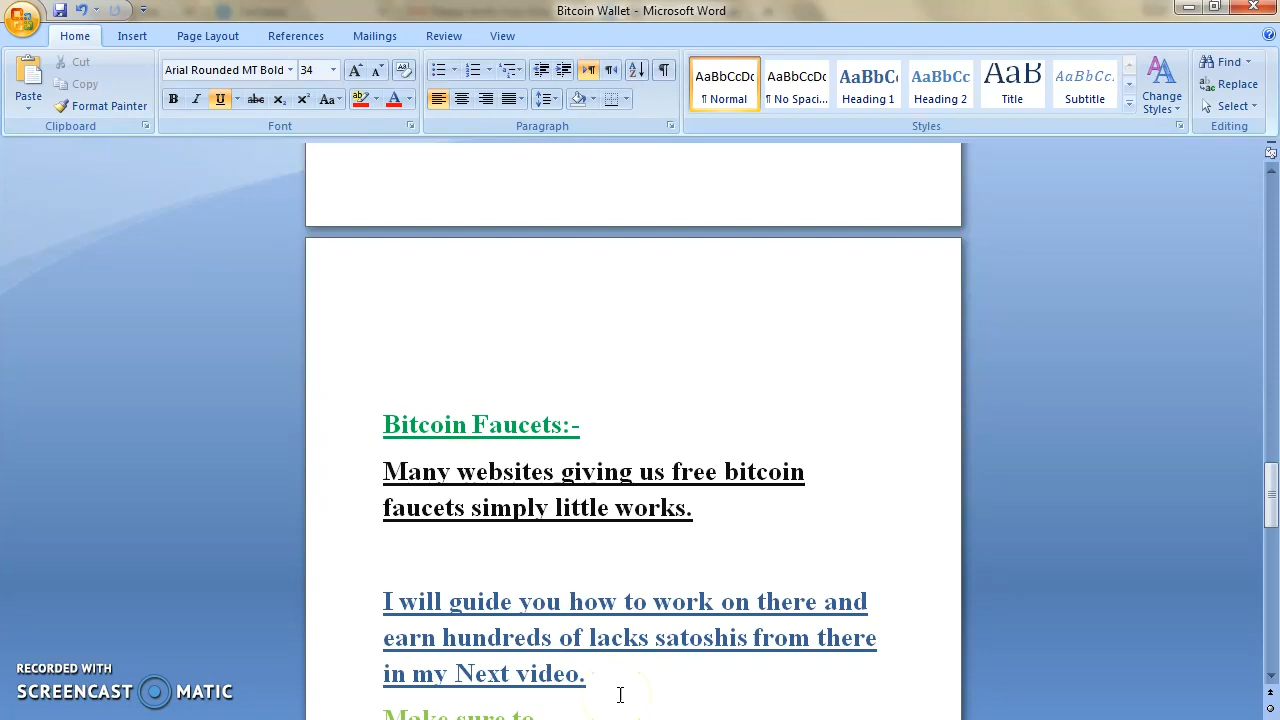 Bitcoin Wallet - Microsoft Word
Home Insert Page Layout References Mailings Review View
Paste
Cut
Copy
Format Painter
Clipboard
Arial Rounded MT Bold 34
B I U abc X₂ X² Aa A
Font
Paragraph
AaBbCcDc AaBbCcDc AaBbC AaBbCc AaB AaBbCc.
¶ Normal ¶ No Spaci... Heading 1 Heading 2 Title Subtitle
Change
Styles
Styles
Find
Replace
Select
Editing
Bitcoin Faucets:-
Many websites giving us free bitcoin
faucets simply little works.
I will guide you how to work on there and
earn hundreds of lacks satoshis from there
in my Next video.
Make sure to
RECORDED WITH
SCREENCAST MATIC